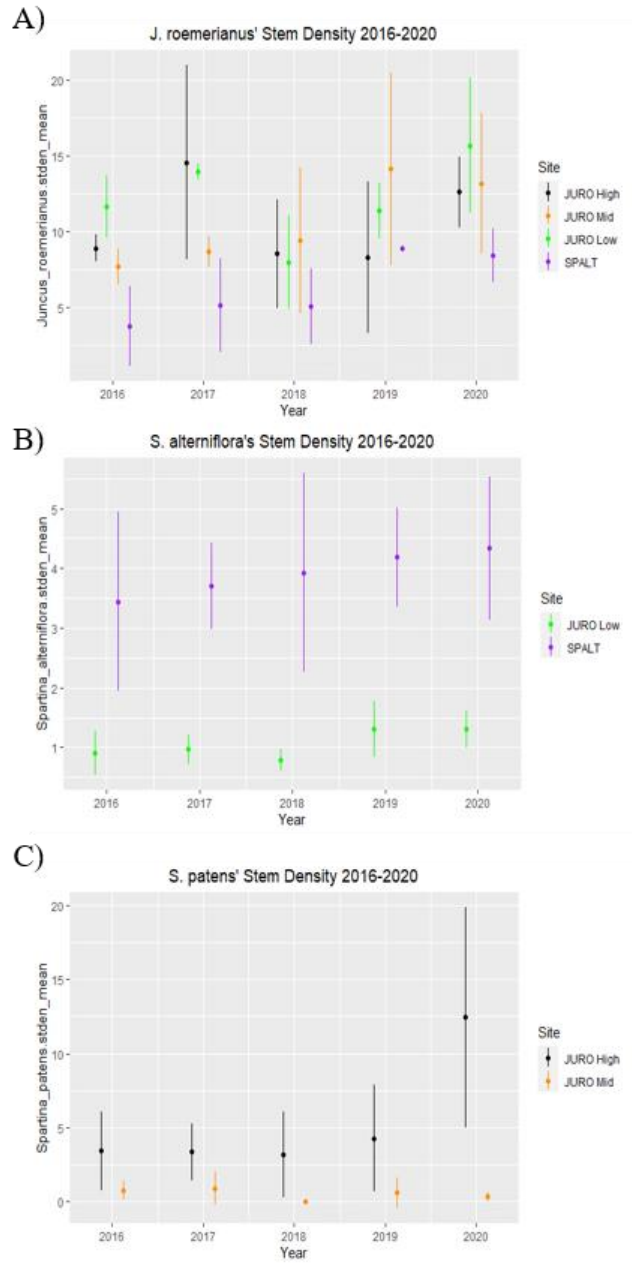 A)
J. roemerianus' Stem Density 2016-2020
Juncus_roemerianus.stden_mean
20
15
10
5
2016 2017 2018 2019 2020
Year
Site
JURO High
JURO Mid
JURO Low
SPALT
B)
S. alterniflora's Stem Density 2016-2020
Spartina_alterniflora.stden_mean
5
4
3
2
1
2016 2017 2018 2019 2020
Year
Site
JURO Low
SPALT
C)
S. patens' Stem Density 2016-2020
Spartina_patens.stden_mean
20
15
10
5
0
2016 2017 2018 2019 2020
Year
Site
JURO High
JURO Mid